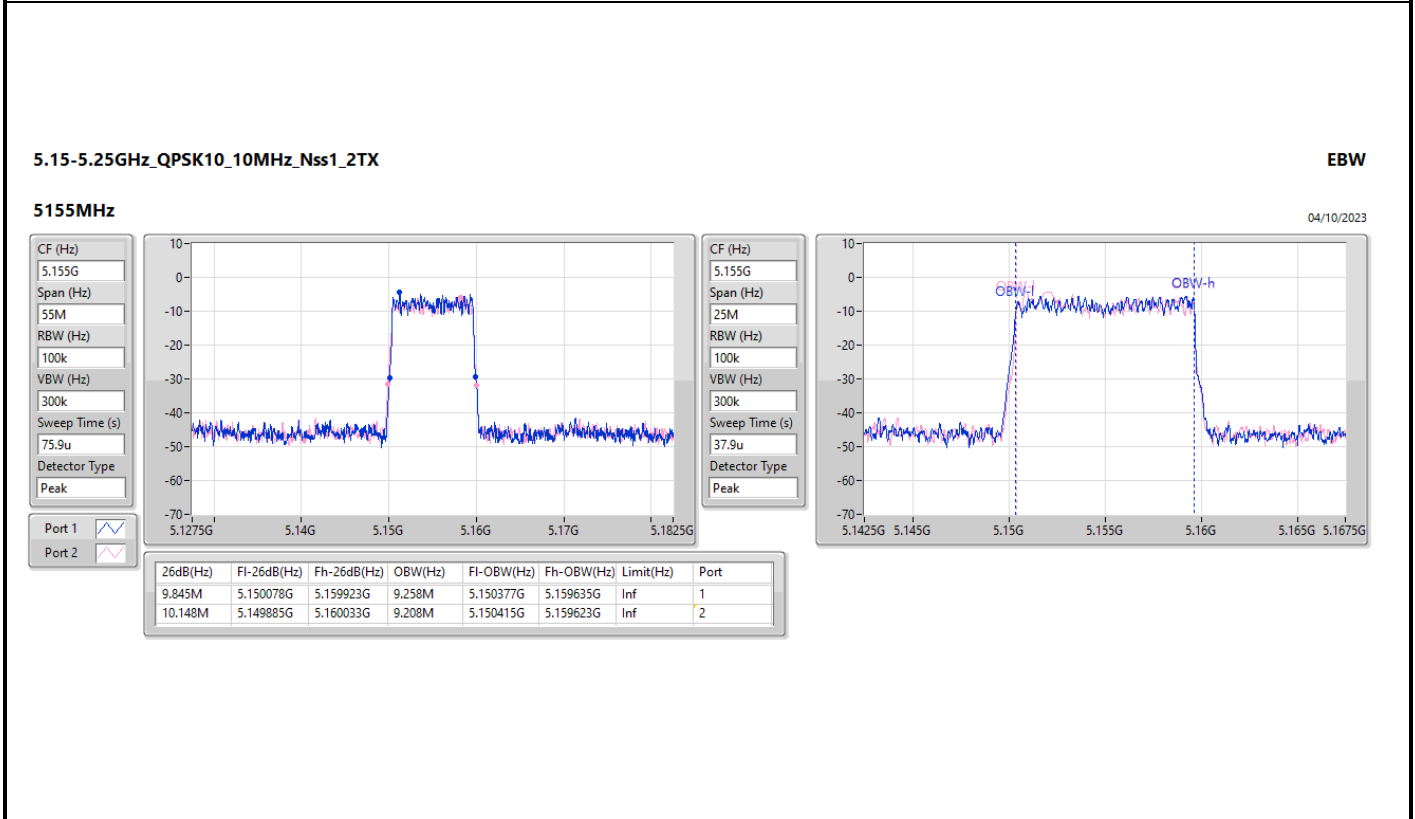 5.15-5.25GHz_QPSK10_10MHz_Nss1_2TX
EBW
5155MHz
04/10/2023
CF (Hz)
5.155G
Span (Hz)
55M
RBW (Hz)
100k
VBW (Hz)
300k
Sweep Time (s)
75.9u
Detector Type
Peak
Port 1
Port 2
10
0
-10
-20
-30
-40
-50
-60
-70
5.1275G 5.14G 5.15G 5.16G 5.17G 5.1825G
CF (Hz)
5.155G
Span (Hz)
25M
RBW (Hz)
100k
VBW (Hz)
300k
Sweep Time (s)
37.9u
Detector Type
Peak
10
0
-10
-20
-30
-40
-50
-60
-70
OBW-l
OBW-h
5.1425G 5.145G 5.15G 5.155G 5.16G 5.165G 5.1675G
26dB(Hz) Fl-26dB(Hz) Fh-26dB(Hz) OBW(Hz) Fl-OBW(Hz) Fh-OBW(Hz) Limit(Hz) Port
9.845M 5.150078G 5.159923G 9.258M 5.150377G 5.159635G Inf 1
10.148M 5.149885G 5.160033G 9.208M 5.150415G 5.159623G Inf 2